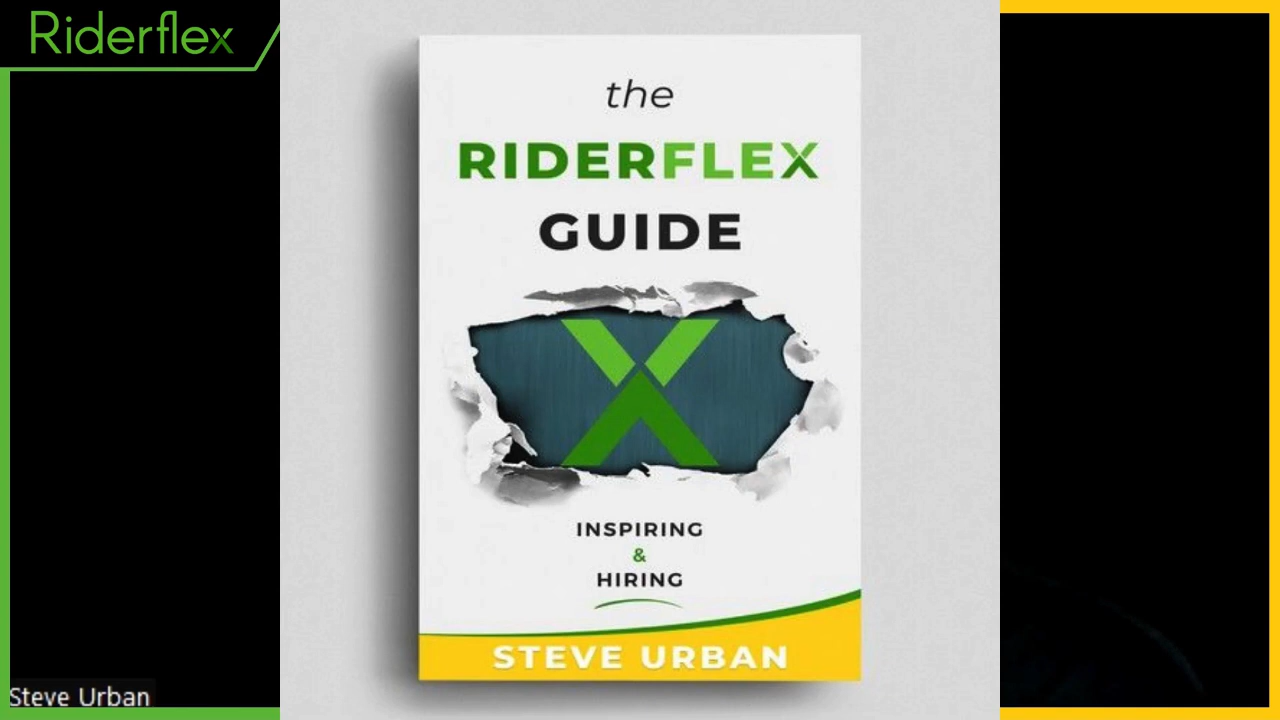 Riderflex
the
RIDERFLEX
GUIDE
X
INSPIRING
&
HIRING
STEVE URBAN
Steve Urban